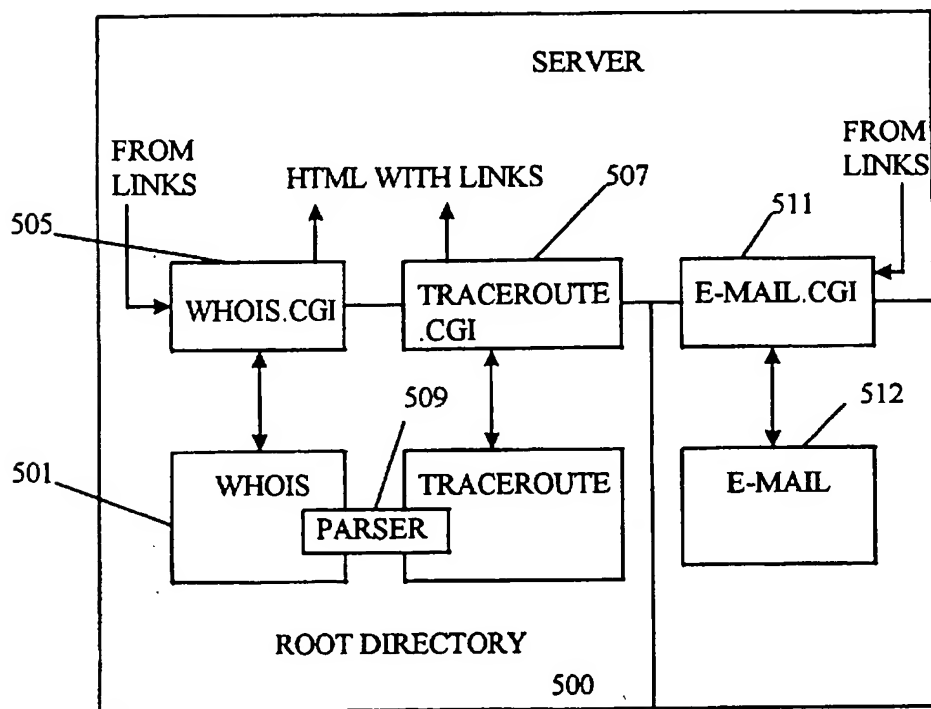 SERVER
FROM
LINKS
HTML WITH LINKS
507
FROM
LINKS
505
511
WHOIS.CGI
TRACEROUTE
.CGI
E-MAIL.CGI
509
512
501
WHOIS
TRACEROUTE
E-MAIL
PARSER
ROOT DIRECTORY
500